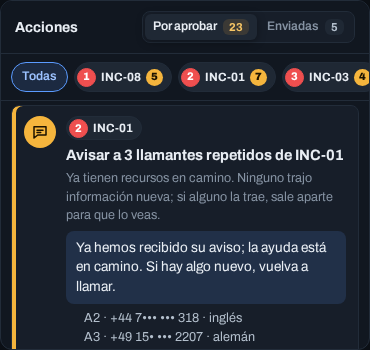 Acciones
Por aprobar 23
Enviadas 5
Todas
1 INC-08 5
2 INC-01 7
3 INC-03 4
2 INC-01
Avisar a 3 llamantes repetidos de INC-01
Ya tienen recursos en camino. Ninguno trajo
información nueva; si alguno la trae, sale aparte
para que lo veas.
Ya hemos recibido su aviso; la ayuda está
en camino. Si hay algo nuevo, vuelva a
llamar.
A2 · +44 7••• ••• 318 · inglés
A3 · +49 15• ••• 2207 · alemán